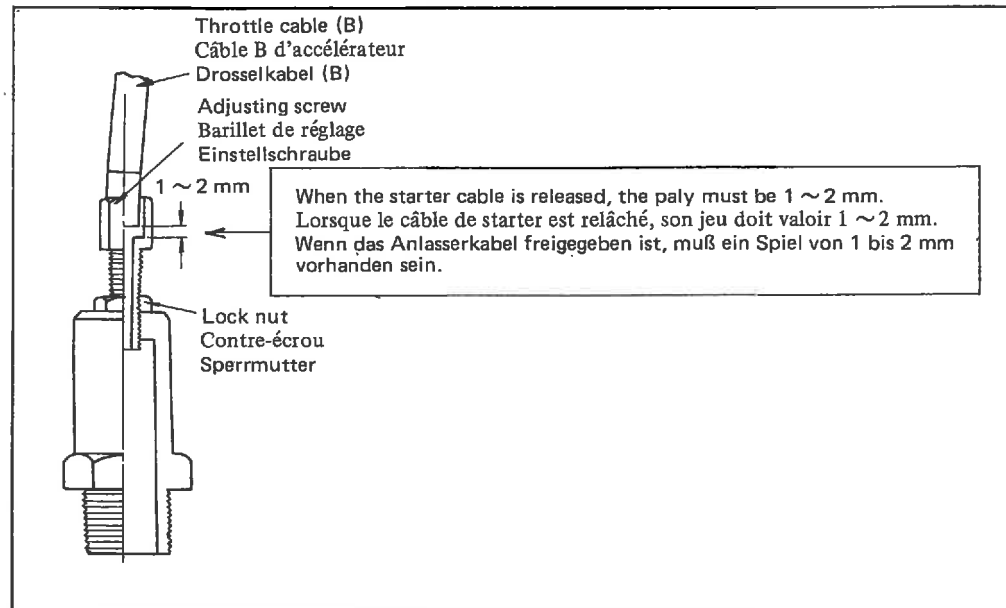 Throttle cable (B)
Câble B d'accélérateur
Drosselkabel (B)
Adjusting screw
Barillet de réglage
Einstellschraube
1 ~ 2 mm
When the starter cable is released, the paly must be 1 ~ 2 mm.
Lorsque le câble de starter est relâché, son jeu doit valoir 1 ~ 2 mm.
Wenn das Anlasserkabel freigegeben ist, muß ein Spiel von 1 bis 2 mm
vorhanden sein.
Lock nut
Contre-écrou
Sperrmutter